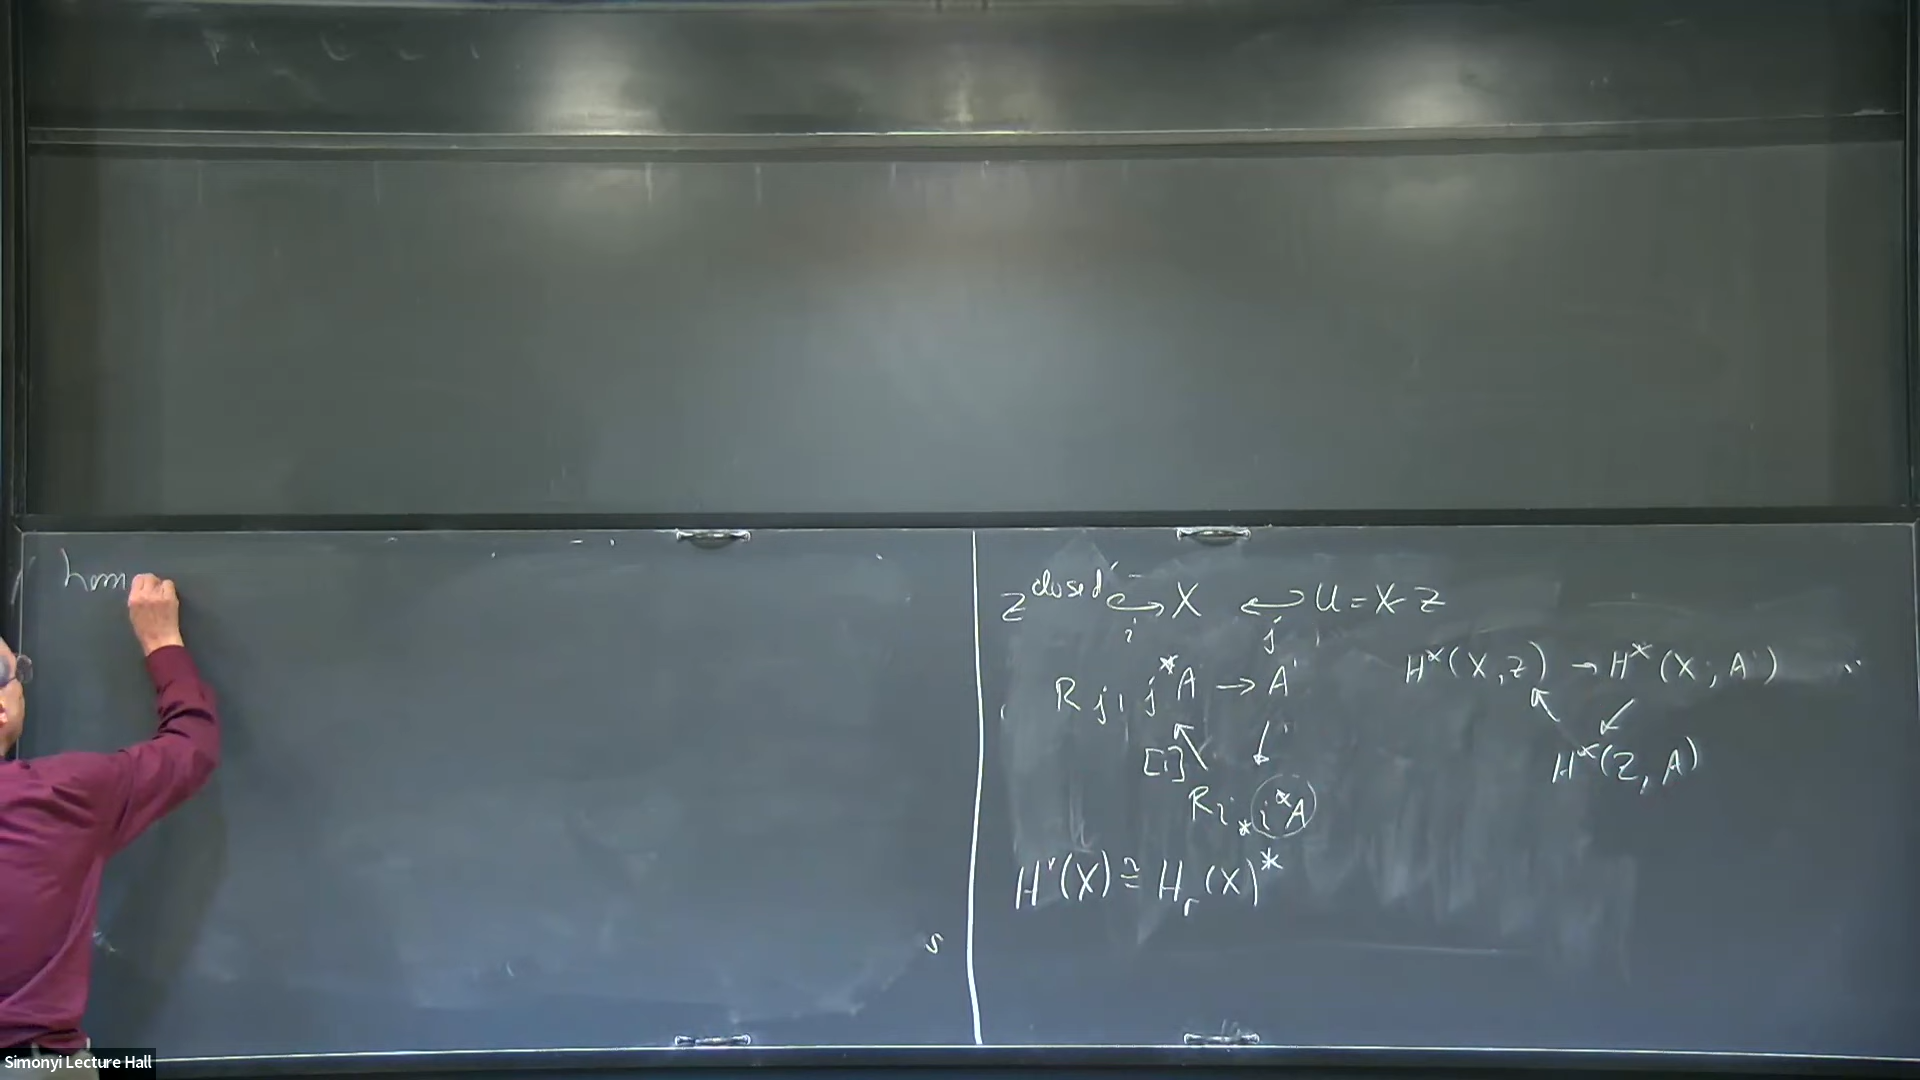 hom
Z closed ↪ X ↩ U = X - Z
i j
R j! j*A → A
[1]
R i* i*A
H*(X, Z) → H*(X; A)
H*(Z, A)
H^r(X) ≅ H_r(X)*
s
Simonyi Lecture Hall